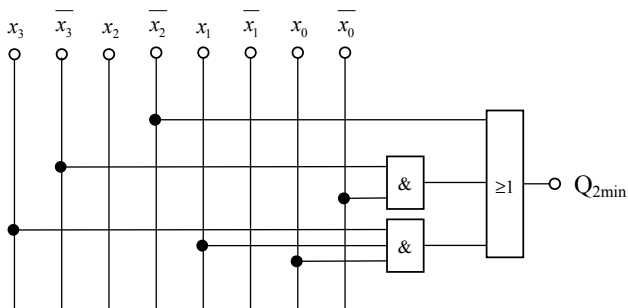 x₃ x̅₃ x₂ x̅₂ x₁ x̅₁ x₀ x̅₀
&
≥1
Q₂ₘᵢₙ
&